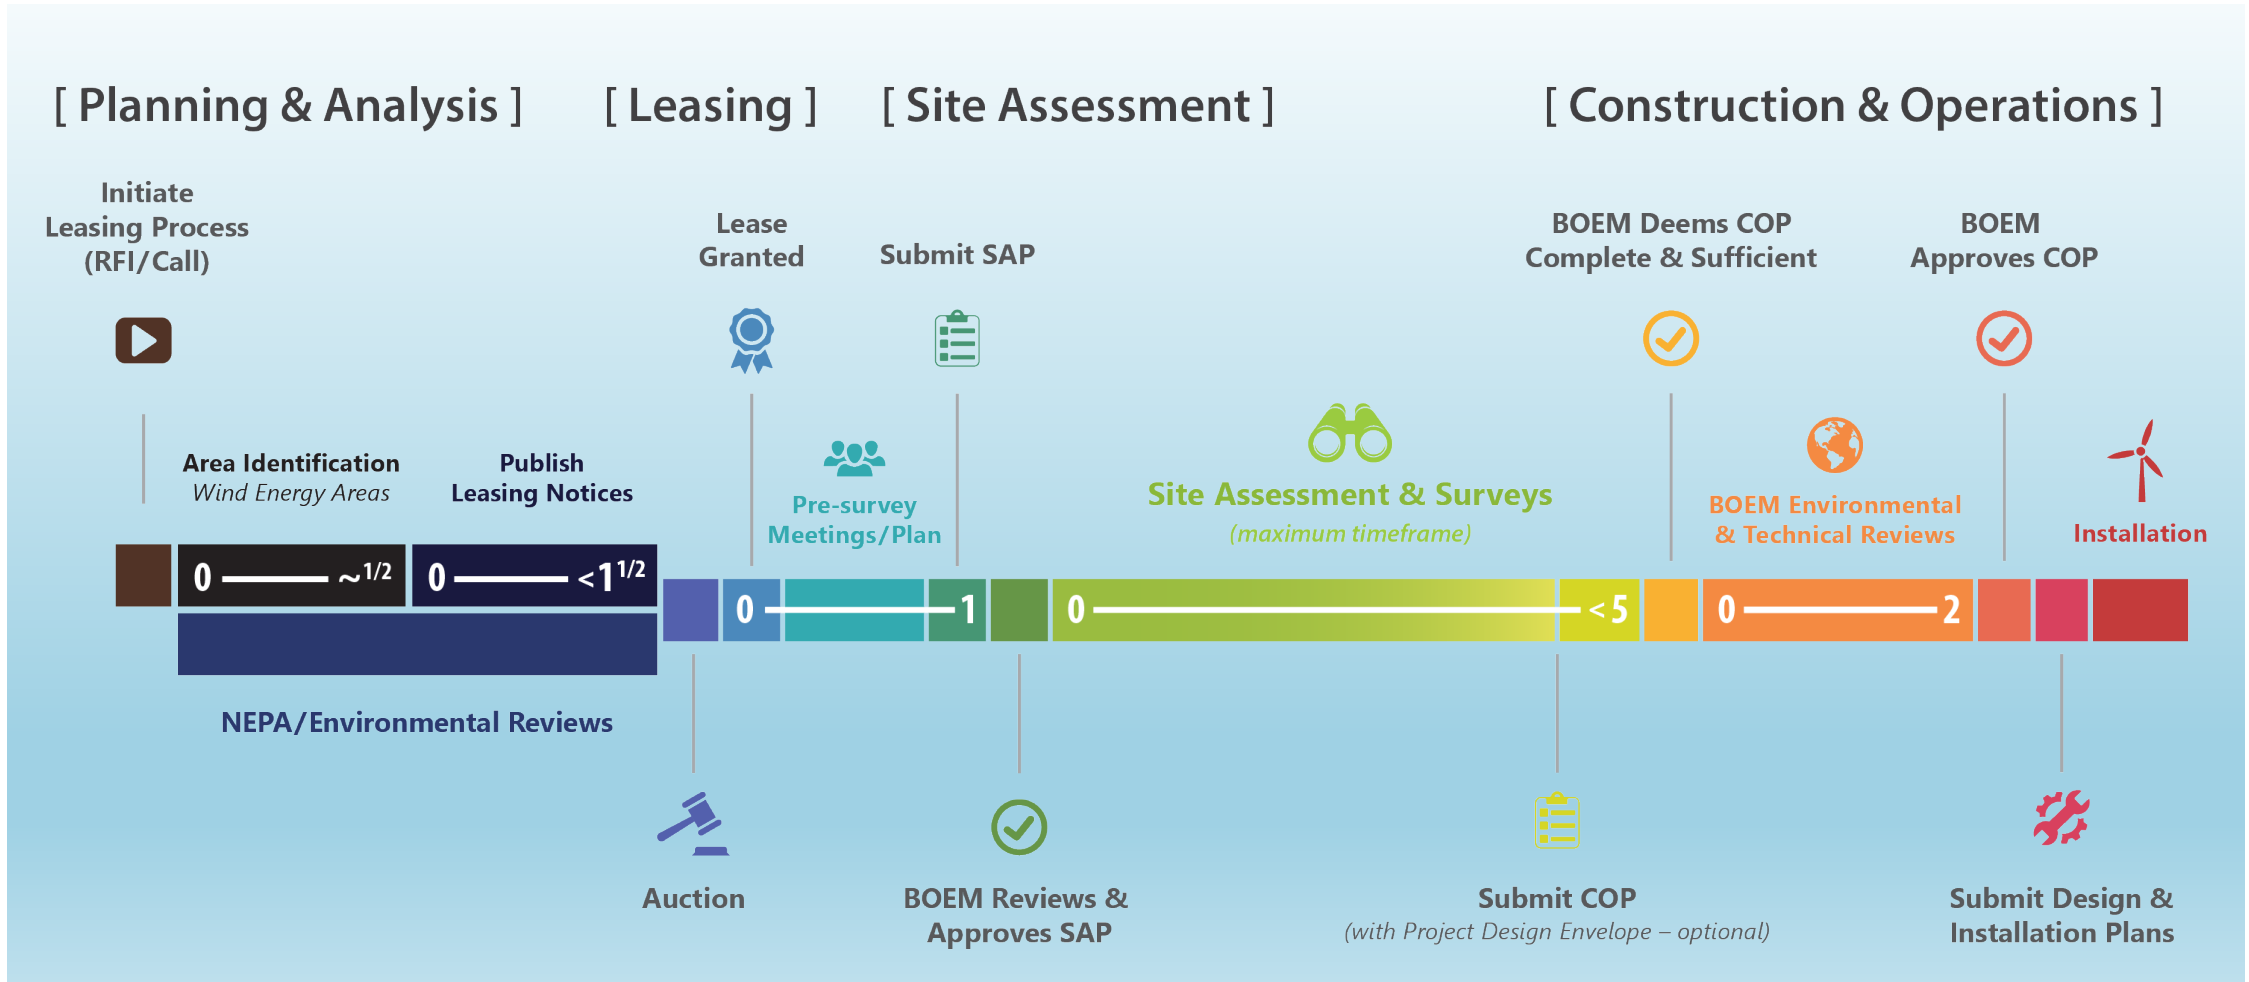 [ Planning & Analysis ]
[ Leasing ]
[ Site Assessment ]
[ Construction & Operations ]
Initiate
Leasing Process
(RFI/Call)
Lease
Granted
Submit SAP
BOEM Deems COP
Complete & Sufficient
BOEM
Approves COP
Area Identification
Wind Energy Areas
Publish
Leasing Notices
Pre-survey
Meetings/Plan
Site Assessment & Surveys
(maximum timeframe)
BOEM Environmental
& Technical Reviews
Installation
0 ~1/2
0 <1 1/2
0 1
0 <5
0 2
NEPA/Environmental Reviews
Auction
BOEM Reviews &
Approves SAP
Submit COP
(with Project Design Envelope – optional)
Submit Design &
Installation Plans